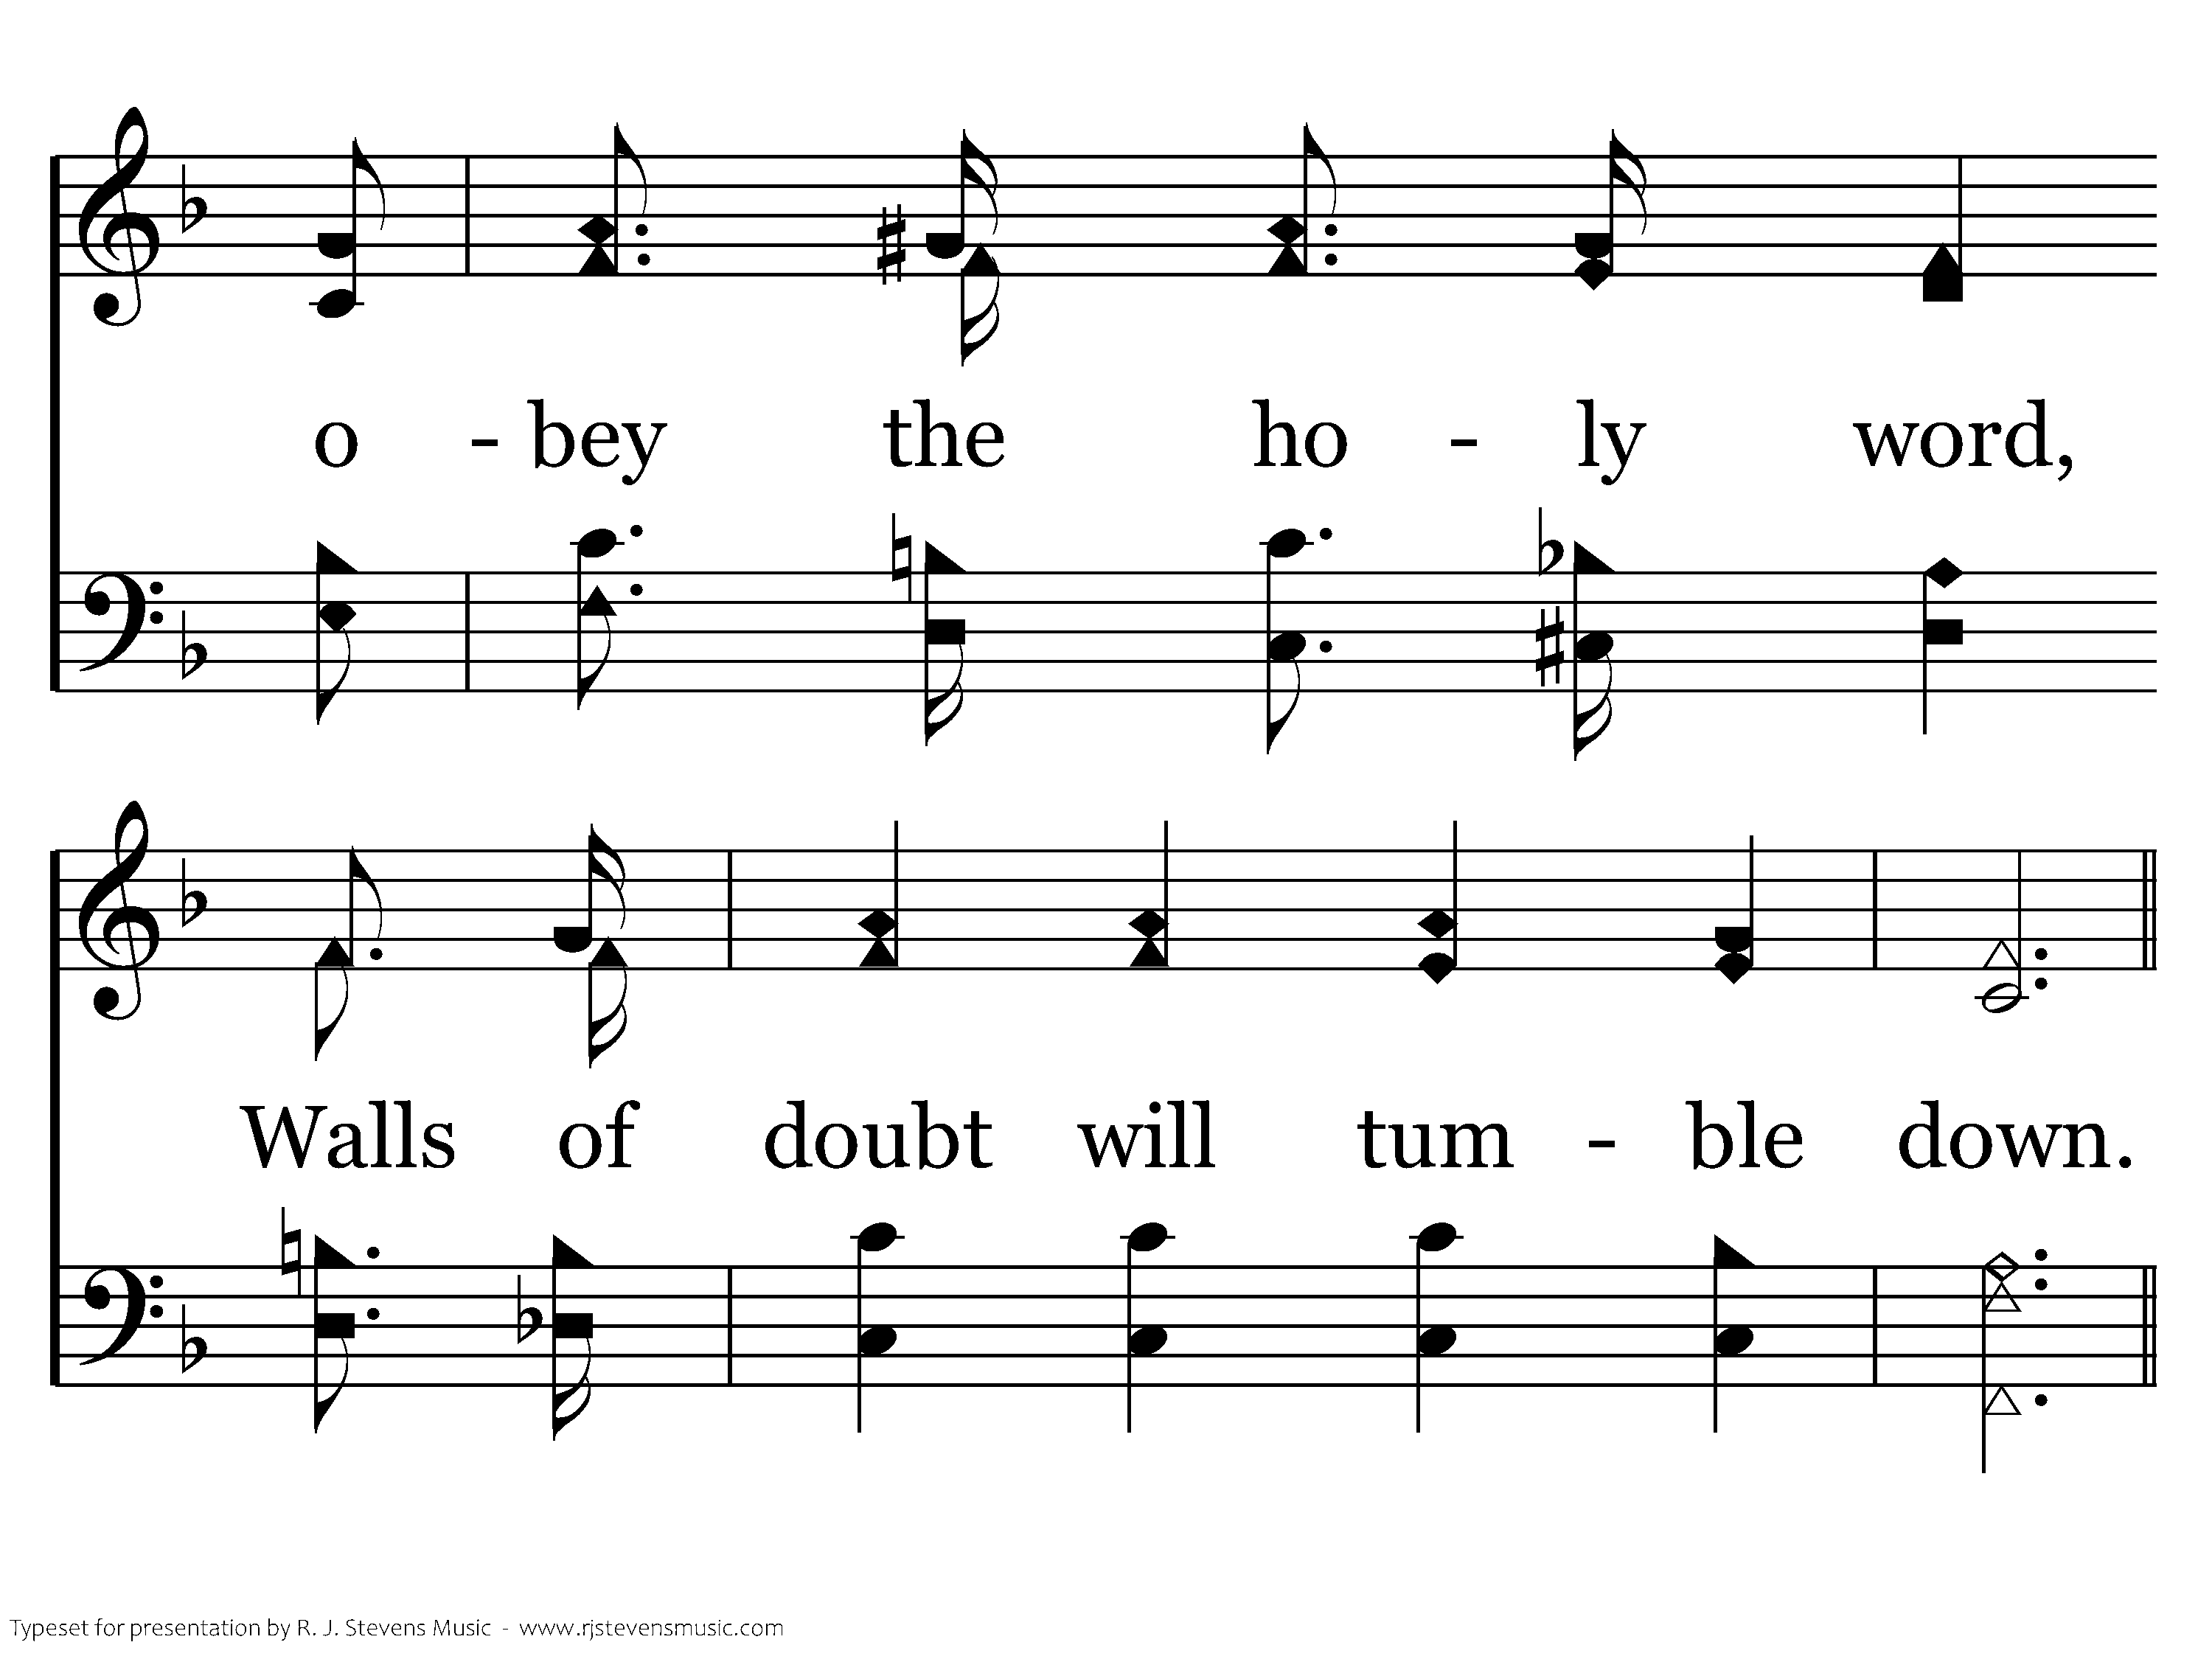 o - bey the ho - ly word,
Walls of doubt will tum - ble down.
Typeset for presentation by R. J. Stevens Music - www.rjstevensmusic.com